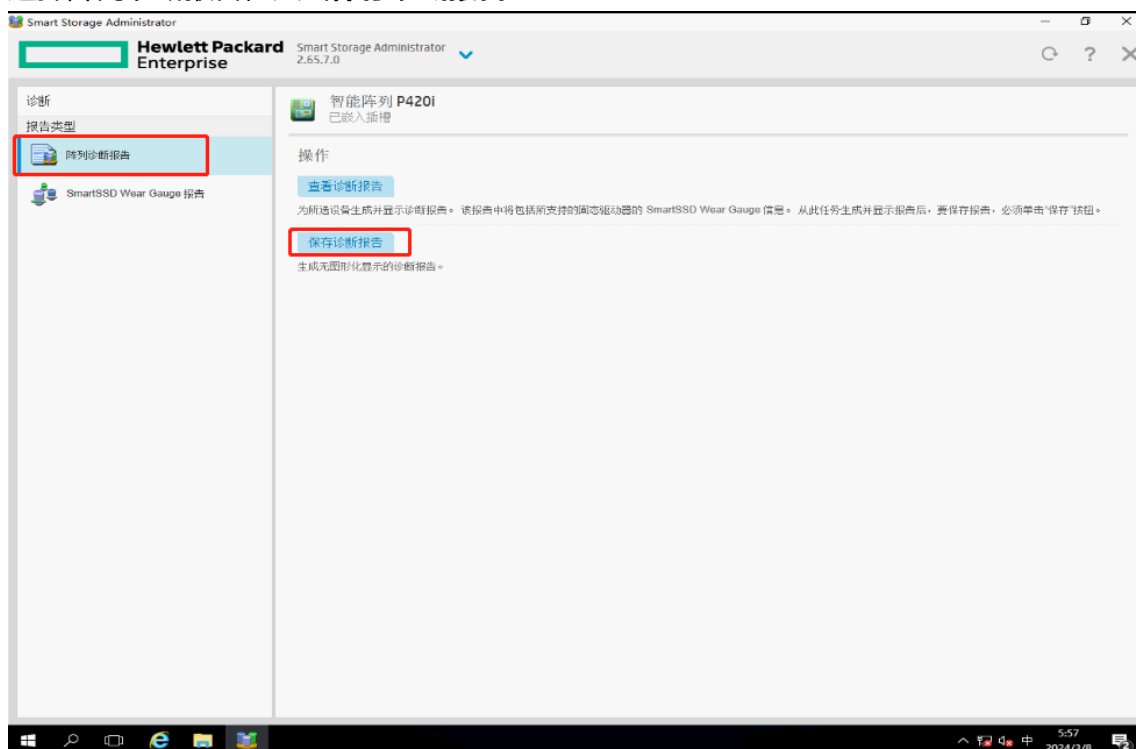 Smart Storage Administrator
Hewlett Packard
Enterprise
Smart Storage Administrator
2.65.7.0
诊断
报告类型
阵列诊断报告
SmartSSD Wear Gauge 报告
智能阵列 P420i
已嵌入插槽
操作
查看诊断报告
为所选设备生成并显示诊断报告。该报告中将包括所支持的固态驱动器的 SmartSSD Wear Gauge 信息。从此任务生成并显示报告后，要保存报告，必须单击“保存”按钮。
保存诊断报告
生成无图形化显示的诊断报告。
中
5:57
2024/3/8